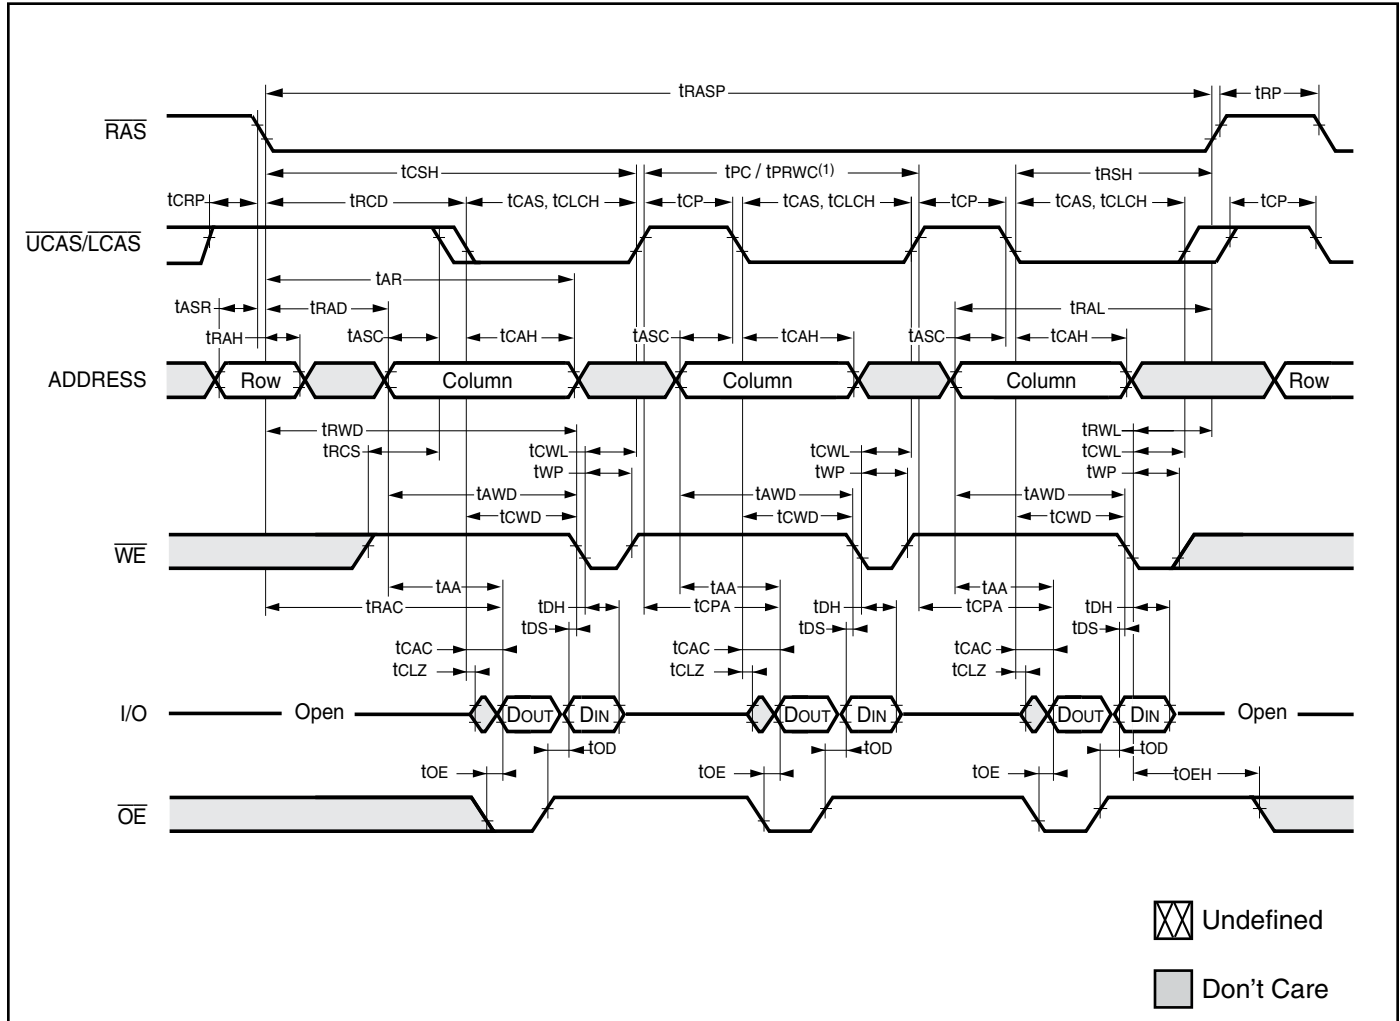 tRASP tRP
RAS
tCSH tPC / tPRWC(1) tRSH
tCRP tRCD tCAS, tCLCH tCP tCAS, tCLCH tCP tCAS, tCLCH tCP
UCAS/LCAS
tAR
tASR tRAD tRAL
tRAH tASC tCAH tASC tCAH tASC tCAH
ADDRESS Row Column Column Column Row
tRWD tRWL
tRCS tCWL tCWL tCWL
tWP tWP tWP
tAWD tAWD tAWD
tCWD tCWD tCWD
WE
tAA tAA tAA
tRAC tDH tCPA tDH tCPA tDH
tDS tDS tDS
tCAC tCAC tCAC
tCLZ tCLZ tCLZ
I/O Open DOUT DIN DOUT DIN DOUT DIN Open
tOD tOD tOD
tOE tOE tOE tOEH
OE
Undefined
Don't Care